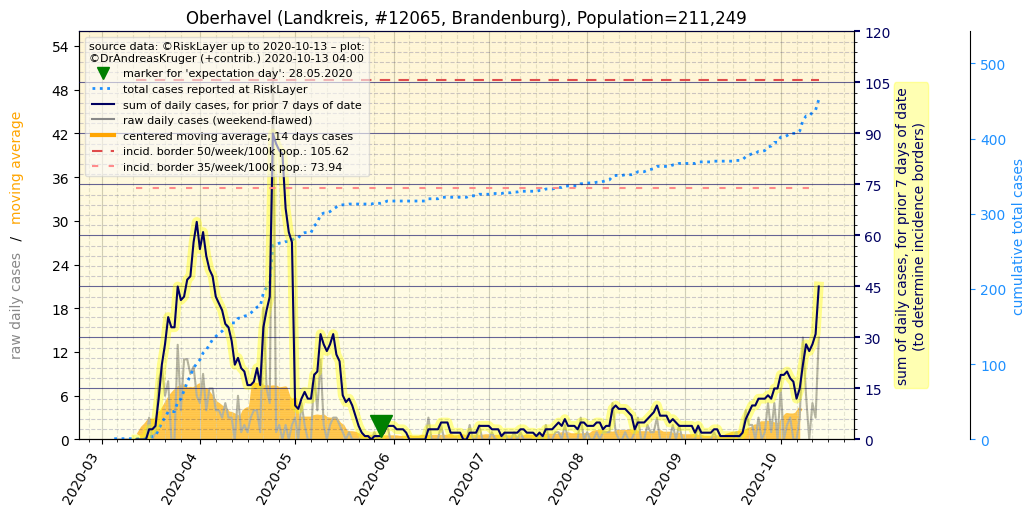 Oberhavel (Landkreis, #12065, Brandenburg), Population=211,249
source data: ©RiskLayer up to 2020-10-13 – plot:
©DrAndreasKruger (+contrib.) 2020-10-13 04:00
marker for 'expectation day': 28.05.2020
total cases reported at RiskLayer
sum of daily cases, for prior 7 days of date
raw daily cases (weekend-flawed)
centered moving average, 14 days cases
incid. border 50/week/100k pop.: 105.62
incid. border 35/week/100k pop.: 73.94
raw daily cases / moving average
54
48
42
36
30
24
18
12
6
0
120
105
90
75
60
45
30
15
0
sum of daily cases, for prior 7 days of date
(to determine incidence borders)
500
400
300
200
100
0
cumulative total cases
2020-03
2020-04
2020-05
2020-06
2020-07
2020-08
2020-09
2020-10